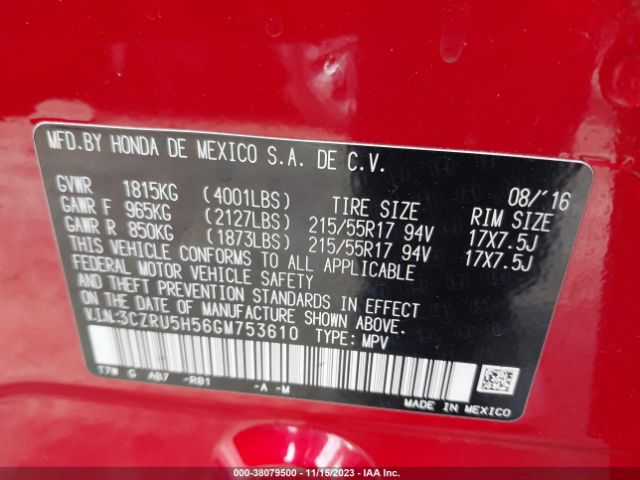 MFD.BY HONDA DE MEXICO S.A. DE C.V.
08/'16
GVWR 1815KG (4001LBS) TIRE SIZE RIM SIZE
GAWR F 965KG (2127LBS) 215/55R17 94V 17X7.5J
GAWR R 850KG (1873LBS) 215/55R17 94V 17X7.5J
THIS VEHICLE CONFORMS TO ALL APPLICABLE
FEDERAL MOTOR VEHICLE SAFETY
AND THEFT PREVENTION STANDARDS IN EFFECT
ON THE DATE OF MANUFACTURE SHOWN ABOVE.
V.I.N:3CZRU5H56GM753610 TYPE: MPV
T7W G AB7 -R81 -A -M
MADE IN MEXICO
000-38079500 - 11/15/2023 - IAA Inc.